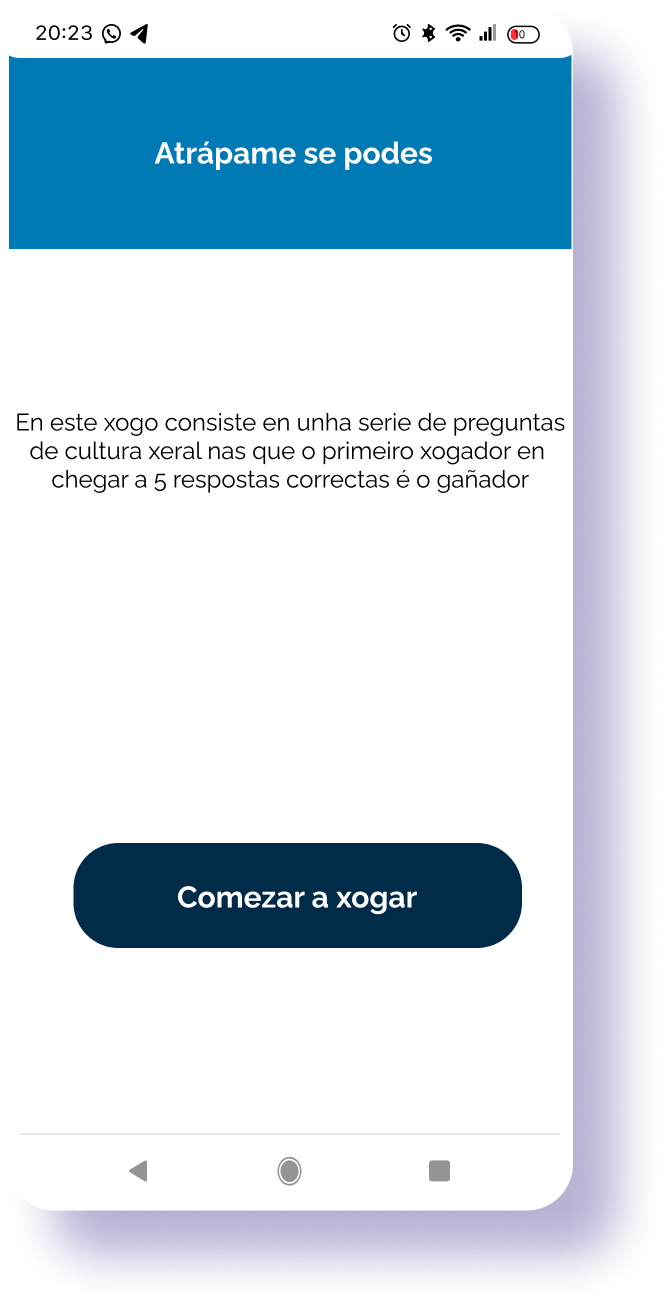 20:23
Atrápame se podes
En este xogo consiste en unha serie de preguntas
de cultura xeral nas que o primeiro xogador en
chegar a 5 respostas correctas é o gañador
Comezar a xogar